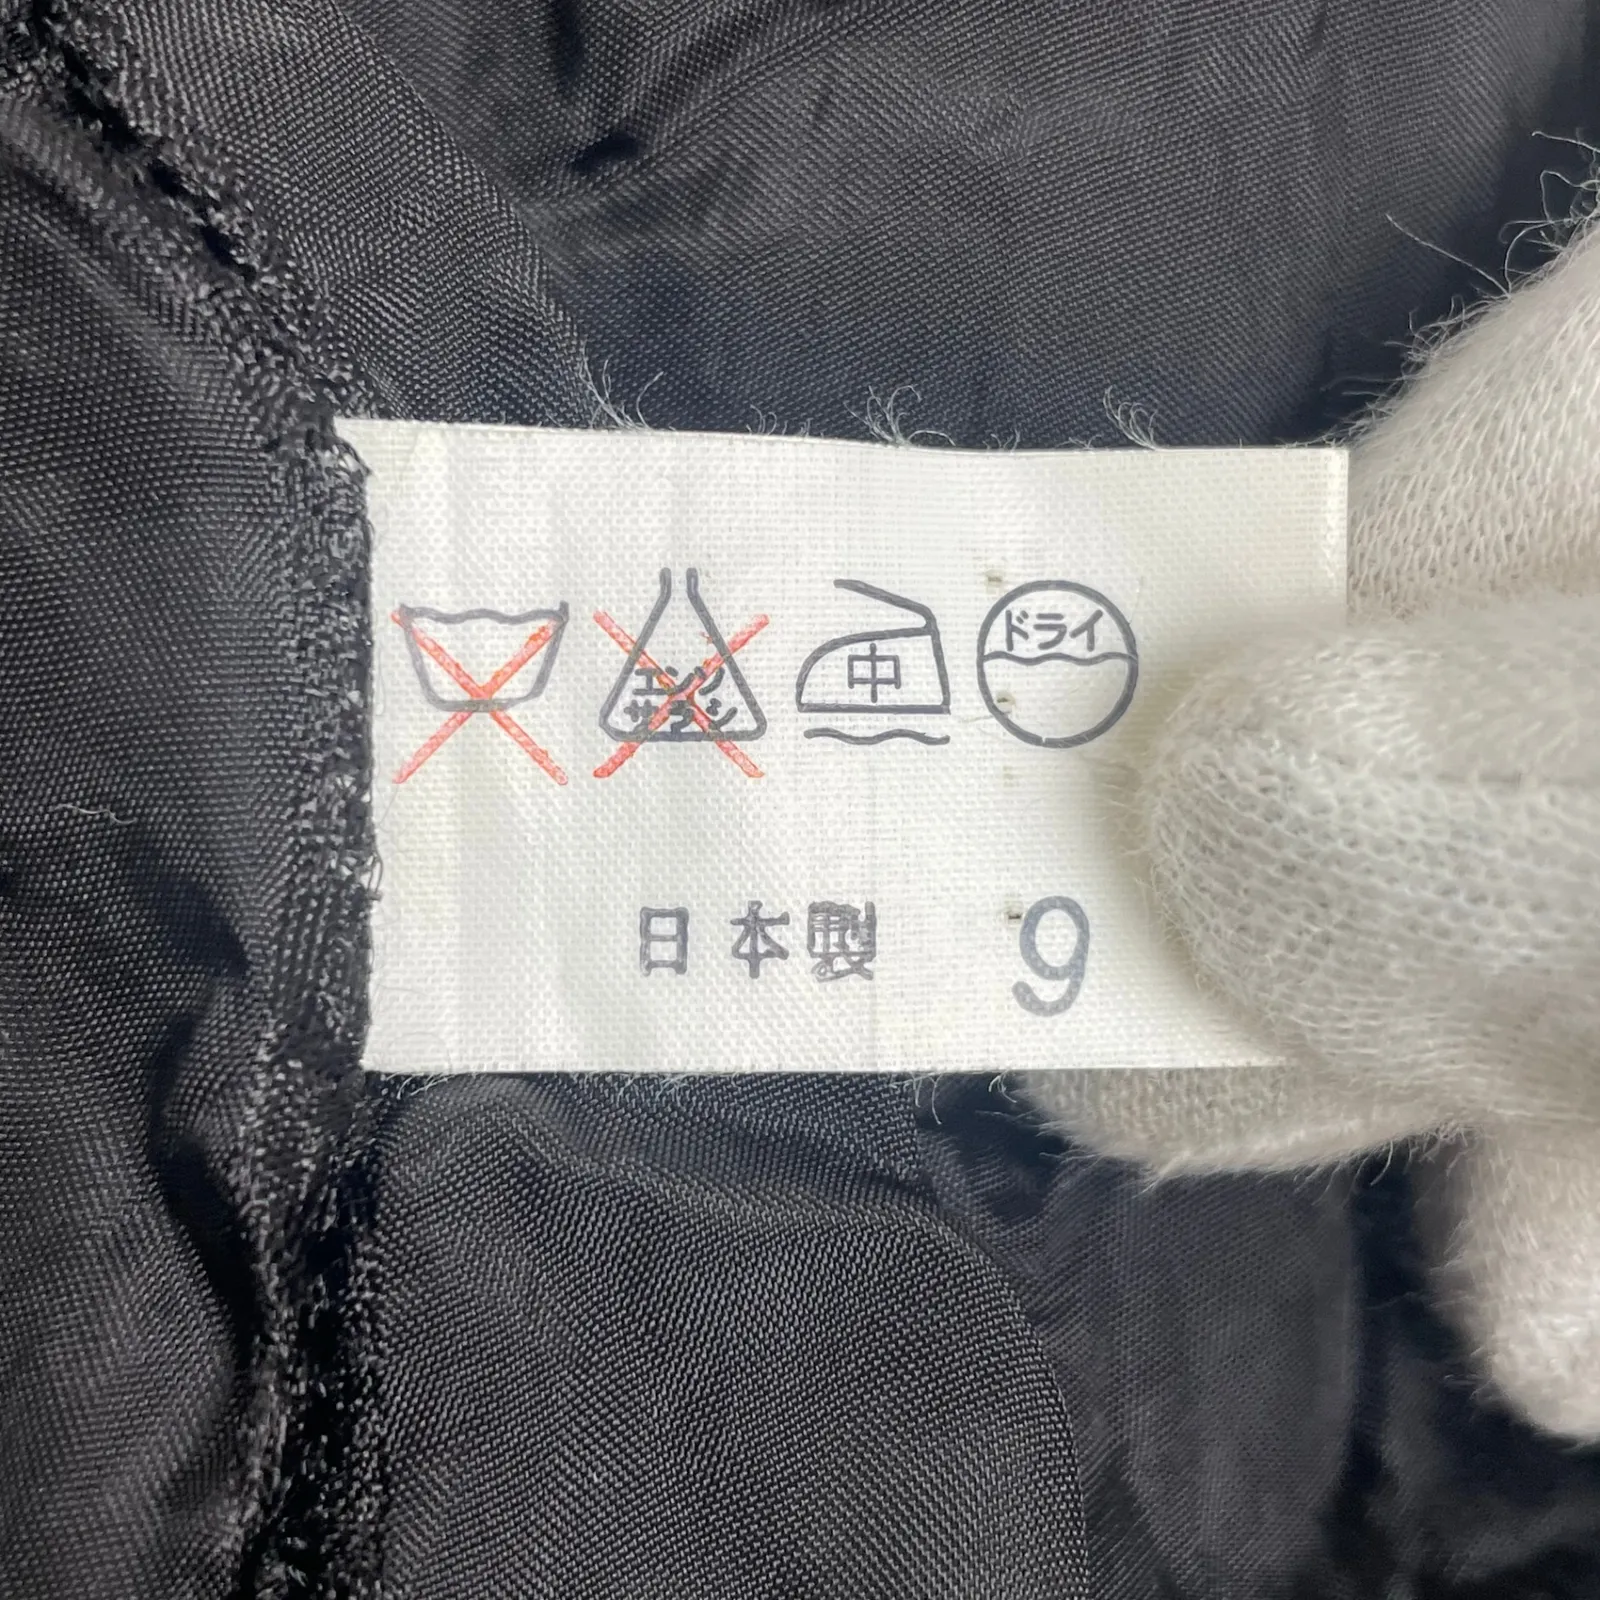 エンソ
サラシ
中
ドライ
日本製 9